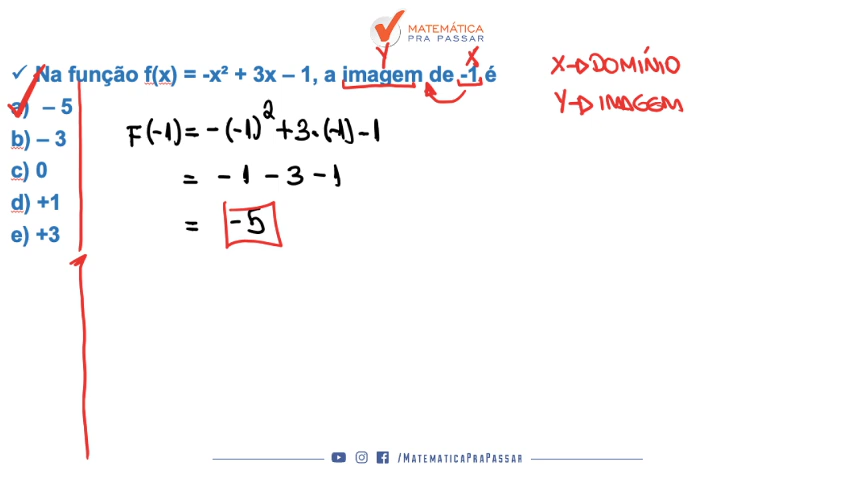 MATEMÁTICA
PRA PASSAR
Y
X
✓ Na função f(x) = -x² + 3x – 1, a imagem de -1 é
X→DOMÍNIO
a) – 5
Y→IMAGEM
b) – 3
F(-1) = -(-1)² + 3·(-1) - 1
c) 0
= - 1 - 3 - 1
d) +1
= -5
e) +3
/MatematicaPraPassar